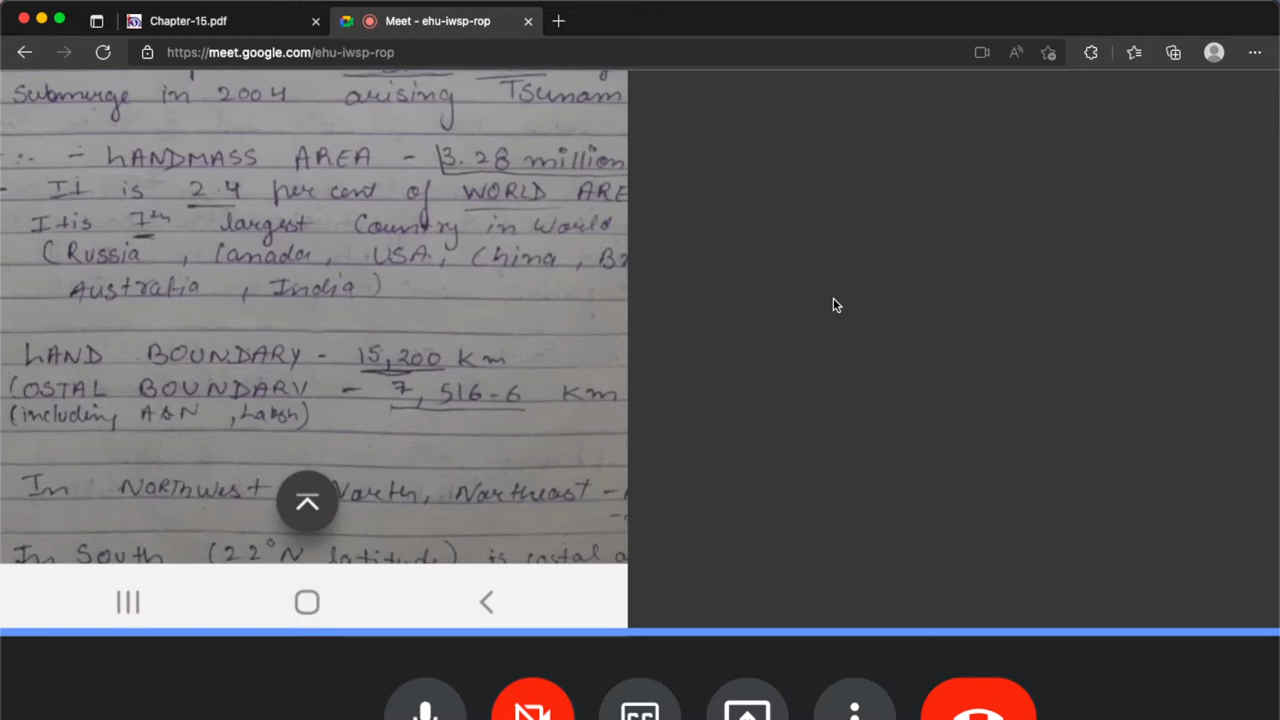 Chapter-15.pdf
Meet - ehu-iwsp-rop
https://meet.google.com/ehu-iwsp-rop
submerge in 2004 arising Tsunam
∴ - LANDMASS AREA - 3.28 million
- It is 2.4 per cent of WORLD ARE
It is 7th largest Country in World
(Russia, Canada, USA, China, Br
Australia, India)
LAND BOUNDARY - 15,200 Km
COSTAL BOUNDARY - 7,516-6 Km
(including A&N,
In Northwest North, Northeast -
In South (22°N latitude) is costal a
CC